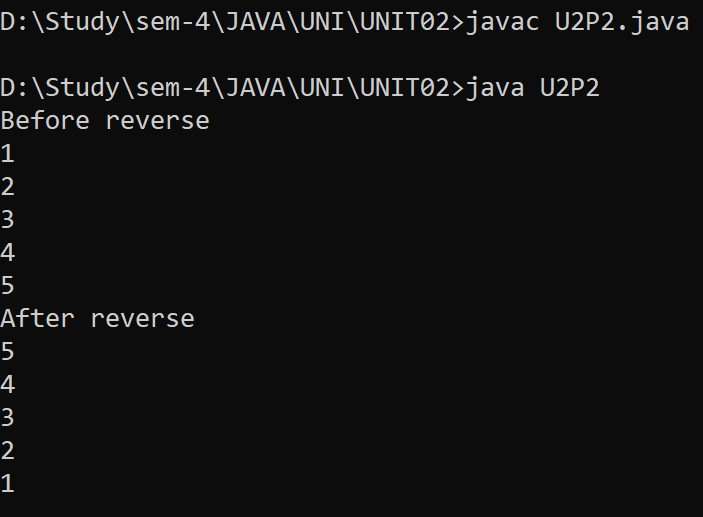 D:\Study\sem-4\JAVA\UNI\UNIT02>javac U2P2.java
D:\Study\sem-4\JAVA\UNI\UNIT02>java U2P2
Before reverse
1
2
3
4
5
After reverse
5
4
3
2
1